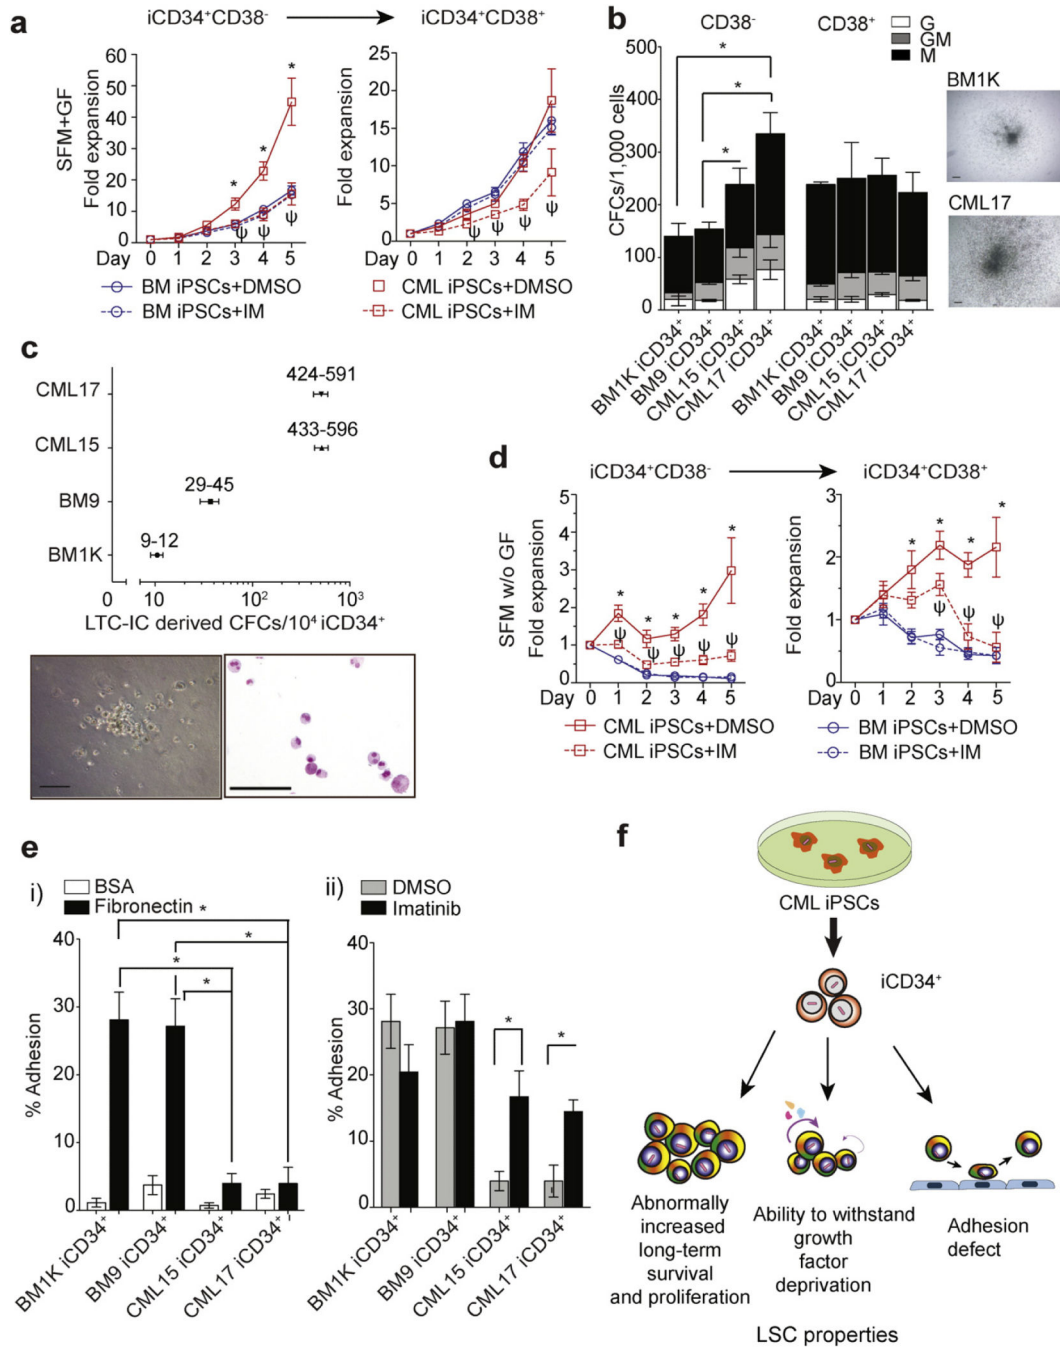 a
iCD34⁺CD38⁻
iCD34⁺CD38⁺
SFM+GF
Fold expansion
60
50
40
30
20
10
0
*
*
*
ψ
ψ
ψ
Day
0 1 2 3 4 5
Fold expansion
25
20
15
10
5
0
ψ
ψ
ψ
ψ
Day
0 1 2 3 4 5
BM iPSCs+DMSO
BM iPSCs+IM
CML iPSCs+DMSO
CML iPSCs+IM
b
CD38⁻
CD38⁺
G
GM
M
CFCs/1,000 cells
500
400
300
200
100
0
*
*
*
BM1K iCD34⁺
BM9 iCD34⁺
CML15 iCD34⁺
CML17 iCD34⁺
BM1K iCD34⁺
BM9 iCD34⁺
CML15 iCD34⁺
CML17 iCD34⁺
BM1K
CML17
c
CML17
CML15
BM9
BM1K
424-591
433-596
29-45
9-12
0 10 10² 10³
LTC-IC derived CFCs/10⁴ iCD34⁺
d
iCD34⁺CD38⁻
iCD34⁺CD38⁺
SFM w/o GF
Fold expansion
5
4
3
2
1
0
* * * * *
ψ ψ ψ ψ ψ
Day
0 1 2 3 4 5
Fold expansion
4
3
2
1
0
* * * *
ψ ψ ψ
Day
0 1 2 3 4 5
CML iPSCs+DMSO
CML iPSCs+IM
BM iPSCs+DMSO
BM iPSCs+IM
e
i)
BSA
Fibronectin
% Adhesion
40
30
20
10
0
*
*
*
*
BM1K iCD34⁺
BM9 iCD34⁺
CML15 iCD34⁺
CML17 iCD34⁺
ii)
DMSO
Imatinib
% Adhesion
40
30
20
10
0
*
*
BM1K iCD34⁺
BM9 iCD34⁺
CML15 iCD34⁺
CML17 iCD34⁺
f
CML iPSCs
iCD34⁺
Abnormally
increased
long-term
survival
and proliferation
Ability to withstand
growth
factor
deprivation
Adhesion
defect
LSC properties